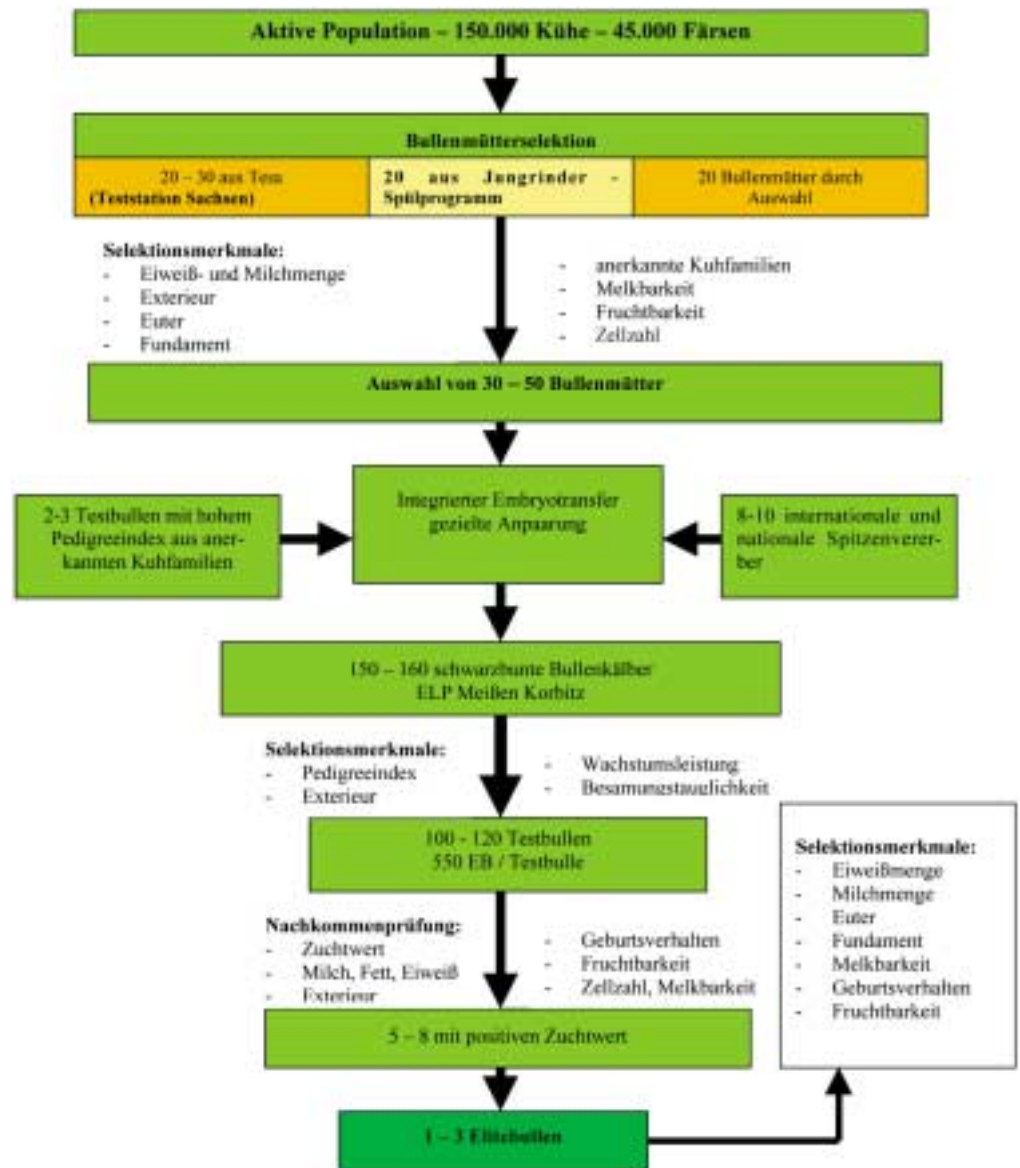 Aktive Population – 150.000 Kühe – 45.000 Färsen
Bullenmütterselektion
20 – 30 aus Test
(Teststation Sachsen)
20 aus Jungrinder -
Spülprogramm
20 Bullenmütter durch
Auswahl
Selektionsmerkmale:
- Eiweiß- und Milchmenge
- Exterieur
- Euter
- Fundament
- anerkannte Kuhfamilien
- Melkbarkeit
- Fruchtbarkeit
- Zellzahl
Auswahl von 30 – 50 Bullenmütter
2-3 Testbullen mit hohem
Pedigreeindex aus aner-
kannten Kuhfamilien
Integrierter Embryotransfer
gezielte Anpaarung
8-10 internationale und
nationale Spitzenverer-
ber
150 – 160 schwarzbunte Bullenkälber
ELP Meißen Korbitz
Selektionsmerkmale:
- Pedigreeindex
- Exterieur
- Wachstumsleistung
- Besamungstauglichkeit
100 - 120 Testbullen
550 EB / Testbulle
Nachkommenprüfung:
- Zuchtwert
- Milch, Fett, Eiweiß
- Exterieur
- Geburtsverhalten
- Fruchtbarkeit
- Zellzahl, Melkbarkeit
Selektionsmerkmale:
- Eiweißmenge
- Milchmenge
- Euter
- Fundament
- Melkbarkeit
- Geburtsverhalten
- Fruchtbarkeit
5 – 8 mit positiven Zuchtwert
1 – 3 Elitebullen